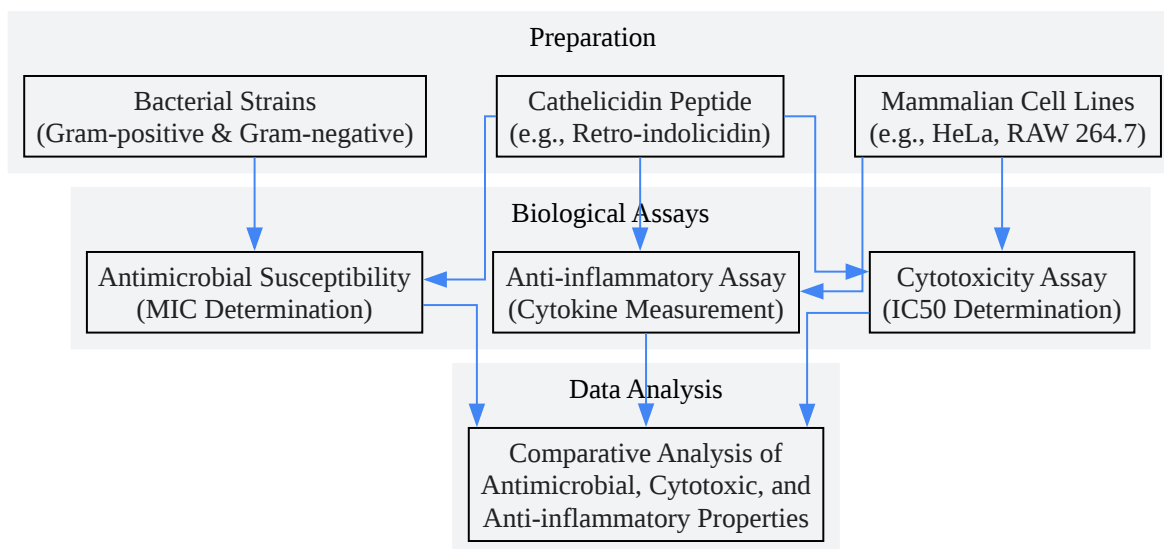 Preparation
Bacterial Strains
(Gram-positive & Gram-negative)
Cathelicidin Peptide
(e.g., Retro-indolicidin)
Mammalian Cell Lines
(e.g., HeLa, RAW 264.7)
Biological Assays
Antimicrobial Susceptibility
(MIC Determination)
Anti-inflammatory Assay
(Cytokine Measurement)
Cytotoxicity Assay
(IC50 Determination)
Data Analysis
Comparative Analysis of
Antimicrobial, Cytotoxic, and
Anti-inflammatory Properties